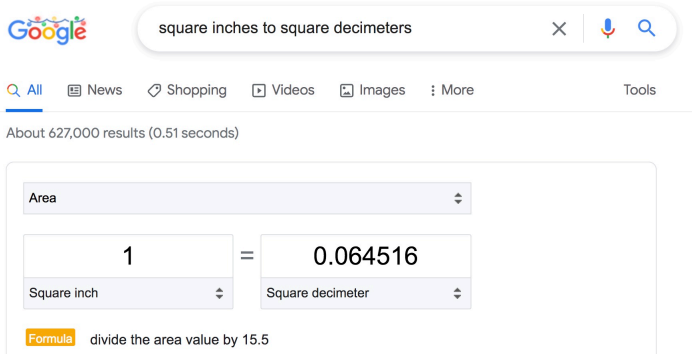 Google
square inches to square decimeters
All News Shopping Videos Images More Tools
About 627,000 results (0.51 seconds)
Area
1 = 0.064516
Square inch Square decimeter
Formula divide the area value by 15.5